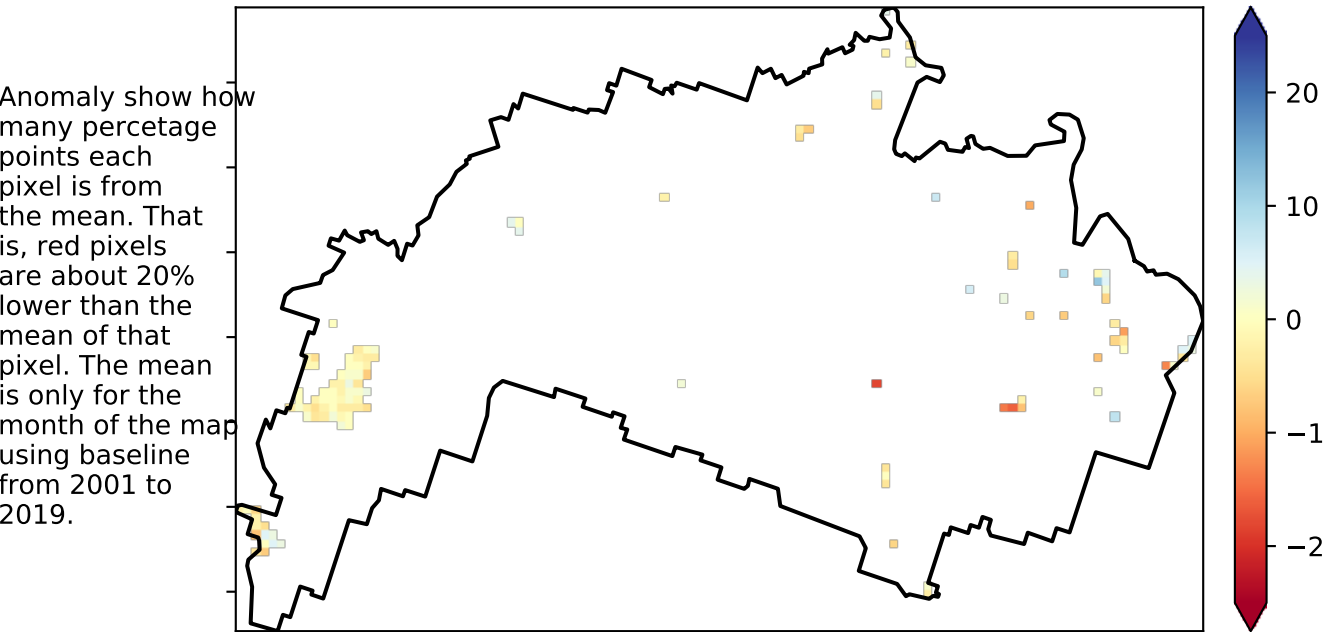 Anomaly show how
many percetage
points each
pixel is from
the mean. That
is, red pixels
are about 20%
lower than the
mean of that
pixel. The mean
is only for the
month of the map
using baseline
from 2001 to
2019.
20
10
0
−1
−2